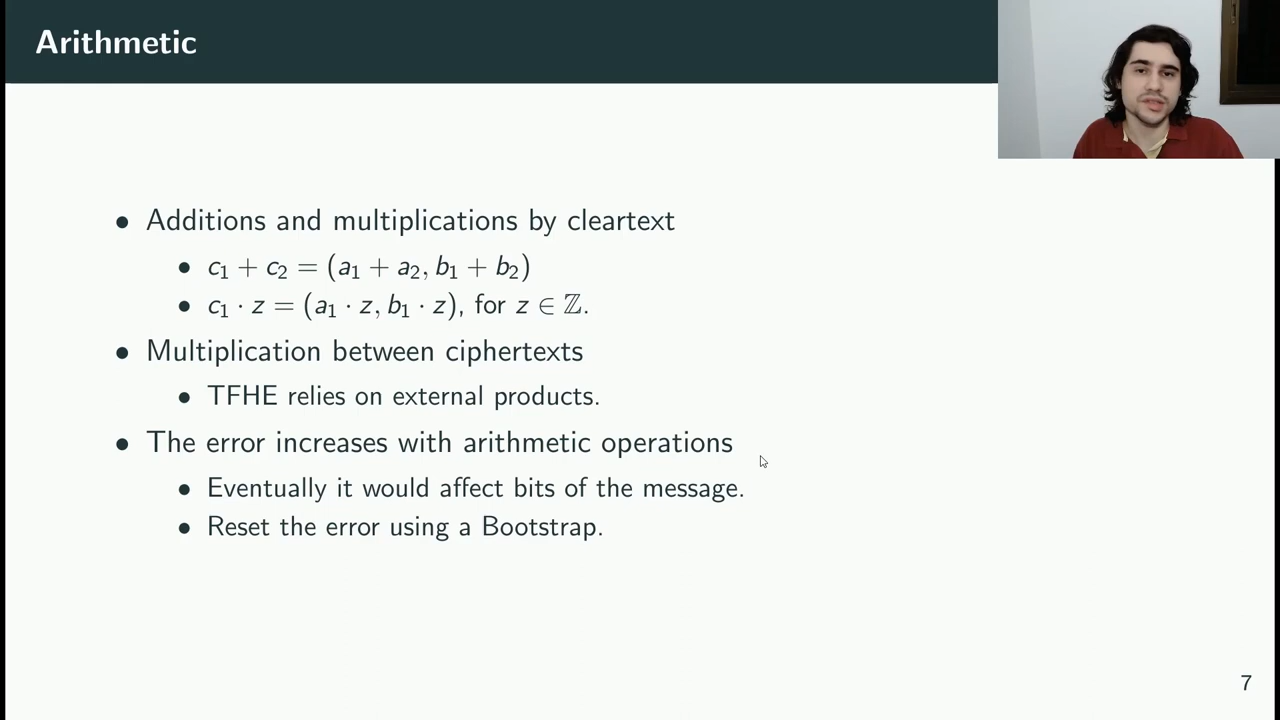 Arithmetic
• Additions and multiplications by cleartext
• c₁ + c₂ = (a₁ + a₂, b₁ + b₂)
• c₁ · z = (a₁ · z, b₁ · z), for z ∈ ℤ.
• Multiplication between ciphertexts
• TFHE relies on external products.
• The error increases with arithmetic operations
• Eventually it would affect bits of the message.
• Reset the error using a Bootstrap.
7